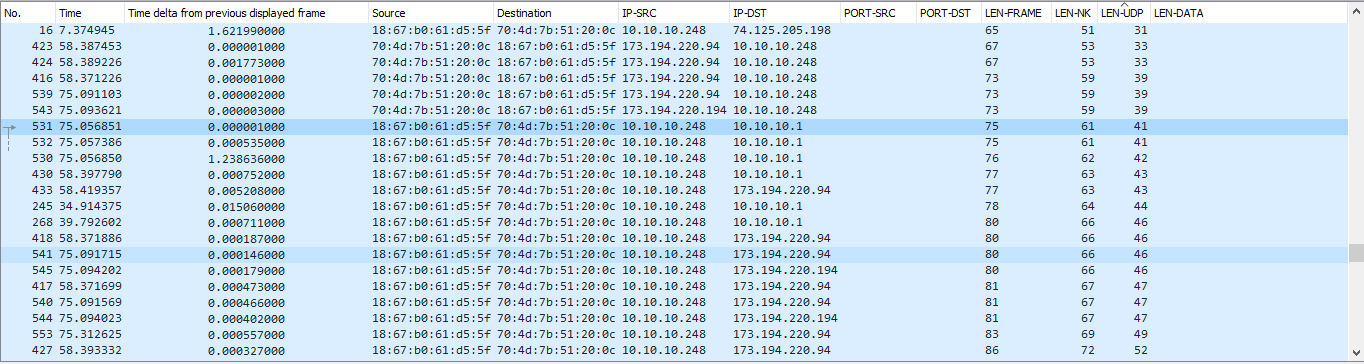 No. Time Time delta from previous displayed frame Source Destination IP-SRC IP-DST PORT-SRC PORT-DST LEN-FRAME LEN-NK LEN-UDP LEN-DATA
16 7.374945 1.621990000 18:67:b0:61:d5:5f 70:4d:7b:51:20:0c 10.10.10.248 74.125.205.198 65 51 31
423 58.387453 0.000001000 70:4d:7b:51:20:0c 18:67:b0:61:d5:5f 173.194.220.94 10.10.10.248 67 53 33
424 58.389226 0.001773000 70:4d:7b:51:20:0c 18:67:b0:61:d5:5f 173.194.220.94 10.10.10.248 67 53 33
416 58.371226 0.000001000 70:4d:7b:51:20:0c 18:67:b0:61:d5:5f 173.194.220.94 10.10.10.248 73 59 39
539 75.091103 0.000002000 70:4d:7b:51:20:0c 18:67:b0:61:d5:5f 173.194.220.94 10.10.10.248 73 59 39
543 75.093621 0.000003000 70:4d:7b:51:20:0c 18:67:b0:61:d5:5f 173.194.220.194 10.10.10.248 73 59 39
531 75.056851 0.000001000 18:67:b0:61:d5:5f 70:4d:7b:51:20:0c 10.10.10.248 10.10.10.1 75 61 41
532 75.057386 0.000535000 18:67:b0:61:d5:5f 70:4d:7b:51:20:0c 10.10.10.248 10.10.10.1 75 61 41
530 75.056850 1.238636000 18:67:b0:61:d5:5f 70:4d:7b:51:20:0c 10.10.10.248 10.10.10.1 76 62 42
430 58.397790 0.000752000 18:67:b0:61:d5:5f 70:4d:7b:51:20:0c 10.10.10.248 10.10.10.1 77 63 43
433 58.419357 0.005208000 18:67:b0:61:d5:5f 70:4d:7b:51:20:0c 10.10.10.248 173.194.220.94 77 63 43
245 34.914375 0.015060000 18:67:b0:61:d5:5f 70:4d:7b:51:20:0c 10.10.10.248 10.10.10.1 78 64 44
268 39.792602 0.000711000 18:67:b0:61:d5:5f 70:4d:7b:51:20:0c 10.10.10.248 10.10.10.1 80 66 46
418 58.371886 0.000187000 18:67:b0:61:d5:5f 70:4d:7b:51:20:0c 10.10.10.248 173.194.220.94 80 66 46
541 75.091715 0.000146000 18:67:b0:61:d5:5f 70:4d:7b:51:20:0c 10.10.10.248 173.194.220.94 80 66 46
545 75.094202 0.000179000 18:67:b0:61:d5:5f 70:4d:7b:51:20:0c 10.10.10.248 173.194.220.194 80 66 46
417 58.371699 0.000473000 18:67:b0:61:d5:5f 70:4d:7b:51:20:0c 10.10.10.248 173.194.220.94 81 67 47
540 75.091569 0.000466000 18:67:b0:61:d5:5f 70:4d:7b:51:20:0c 10.10.10.248 173.194.220.94 81 67 47
544 75.094023 0.000402000 18:67:b0:61:d5:5f 70:4d:7b:51:20:0c 10.10.10.248 173.194.220.194 81 67 47
553 75.312625 0.000557000 18:67:b0:61:d5:5f 70:4d:7b:51:20:0c 10.10.10.248 173.194.220.94 83 69 49
427 58.393332 0.000327000 18:67:b0:61:d5:5f 70:4d:7b:51:20:0c 10.10.10.248 173.194.220.94 86 72 52